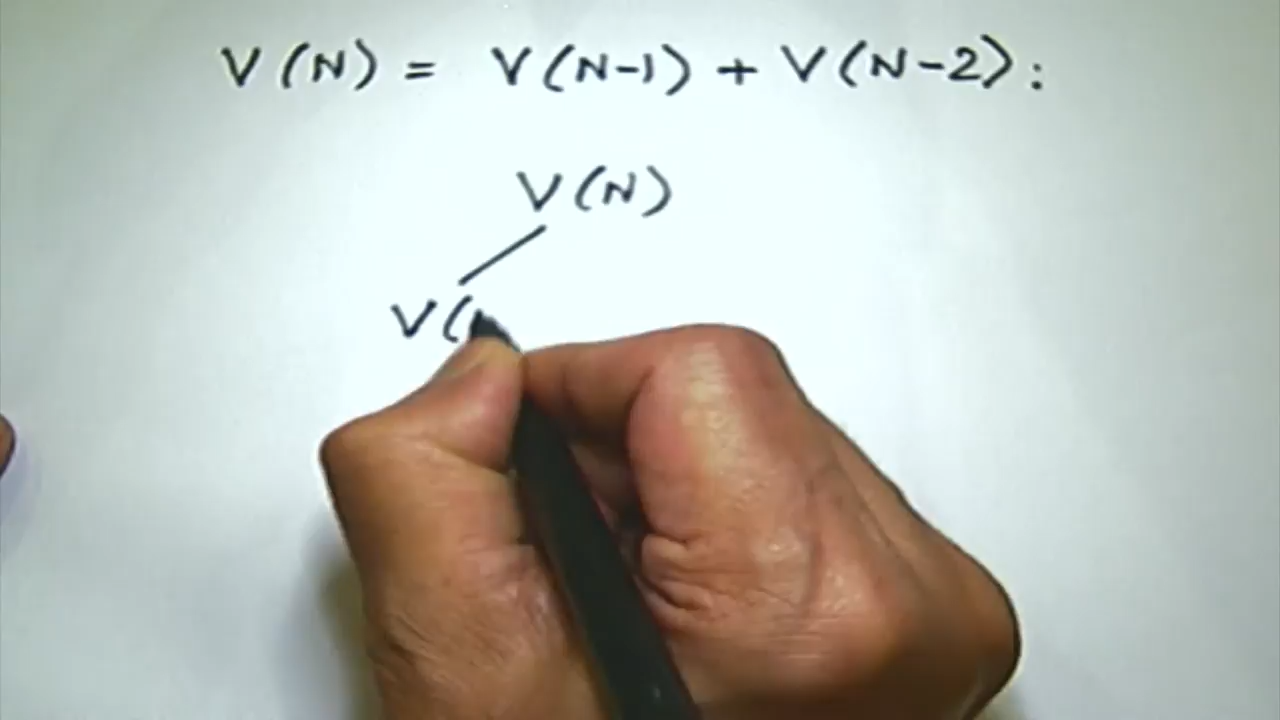 V(N) = V(N-1) + V(N-2):
V(N)
V(